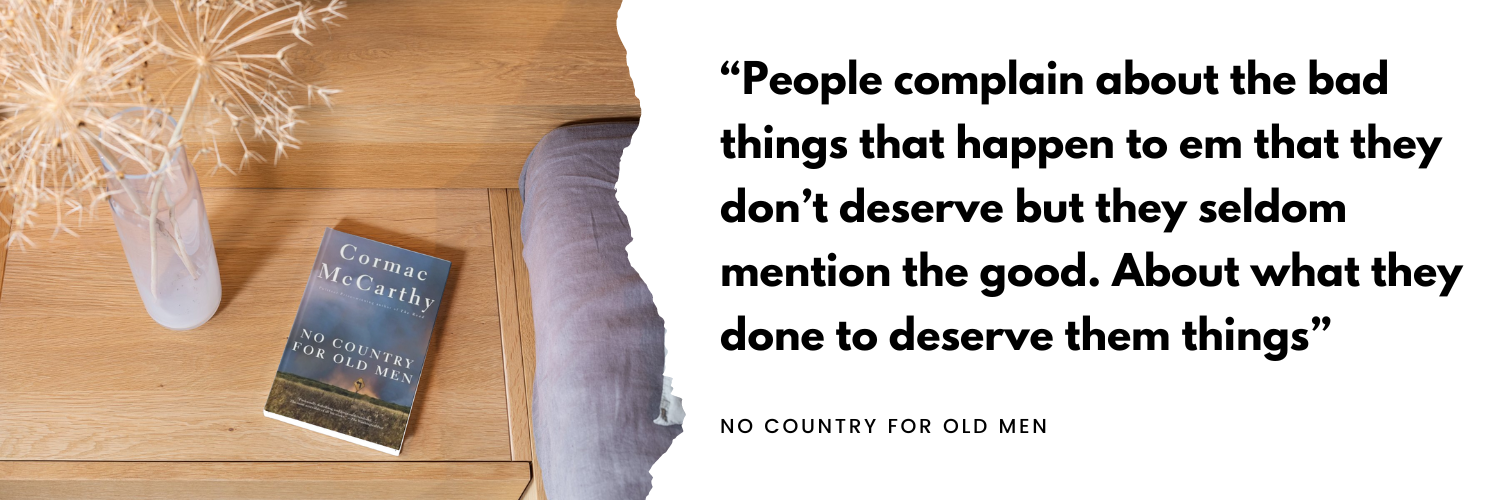 Cormac
McCarthy
NO COUNTRY
FOR OLD MEN
“People complain about the bad
things that happen to em that they
don’t deserve but they seldom
mention the good. About what they
done to deserve them things”
NO COUNTRY FOR OLD MEN